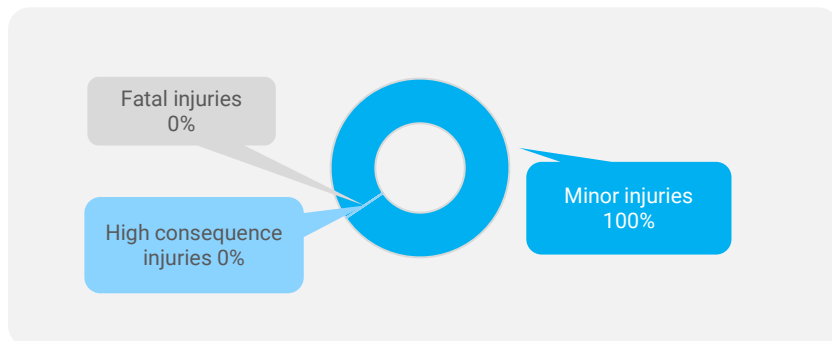 Fatal injuries
0%
High consequence
injuries 0%
Minor injuries
100%